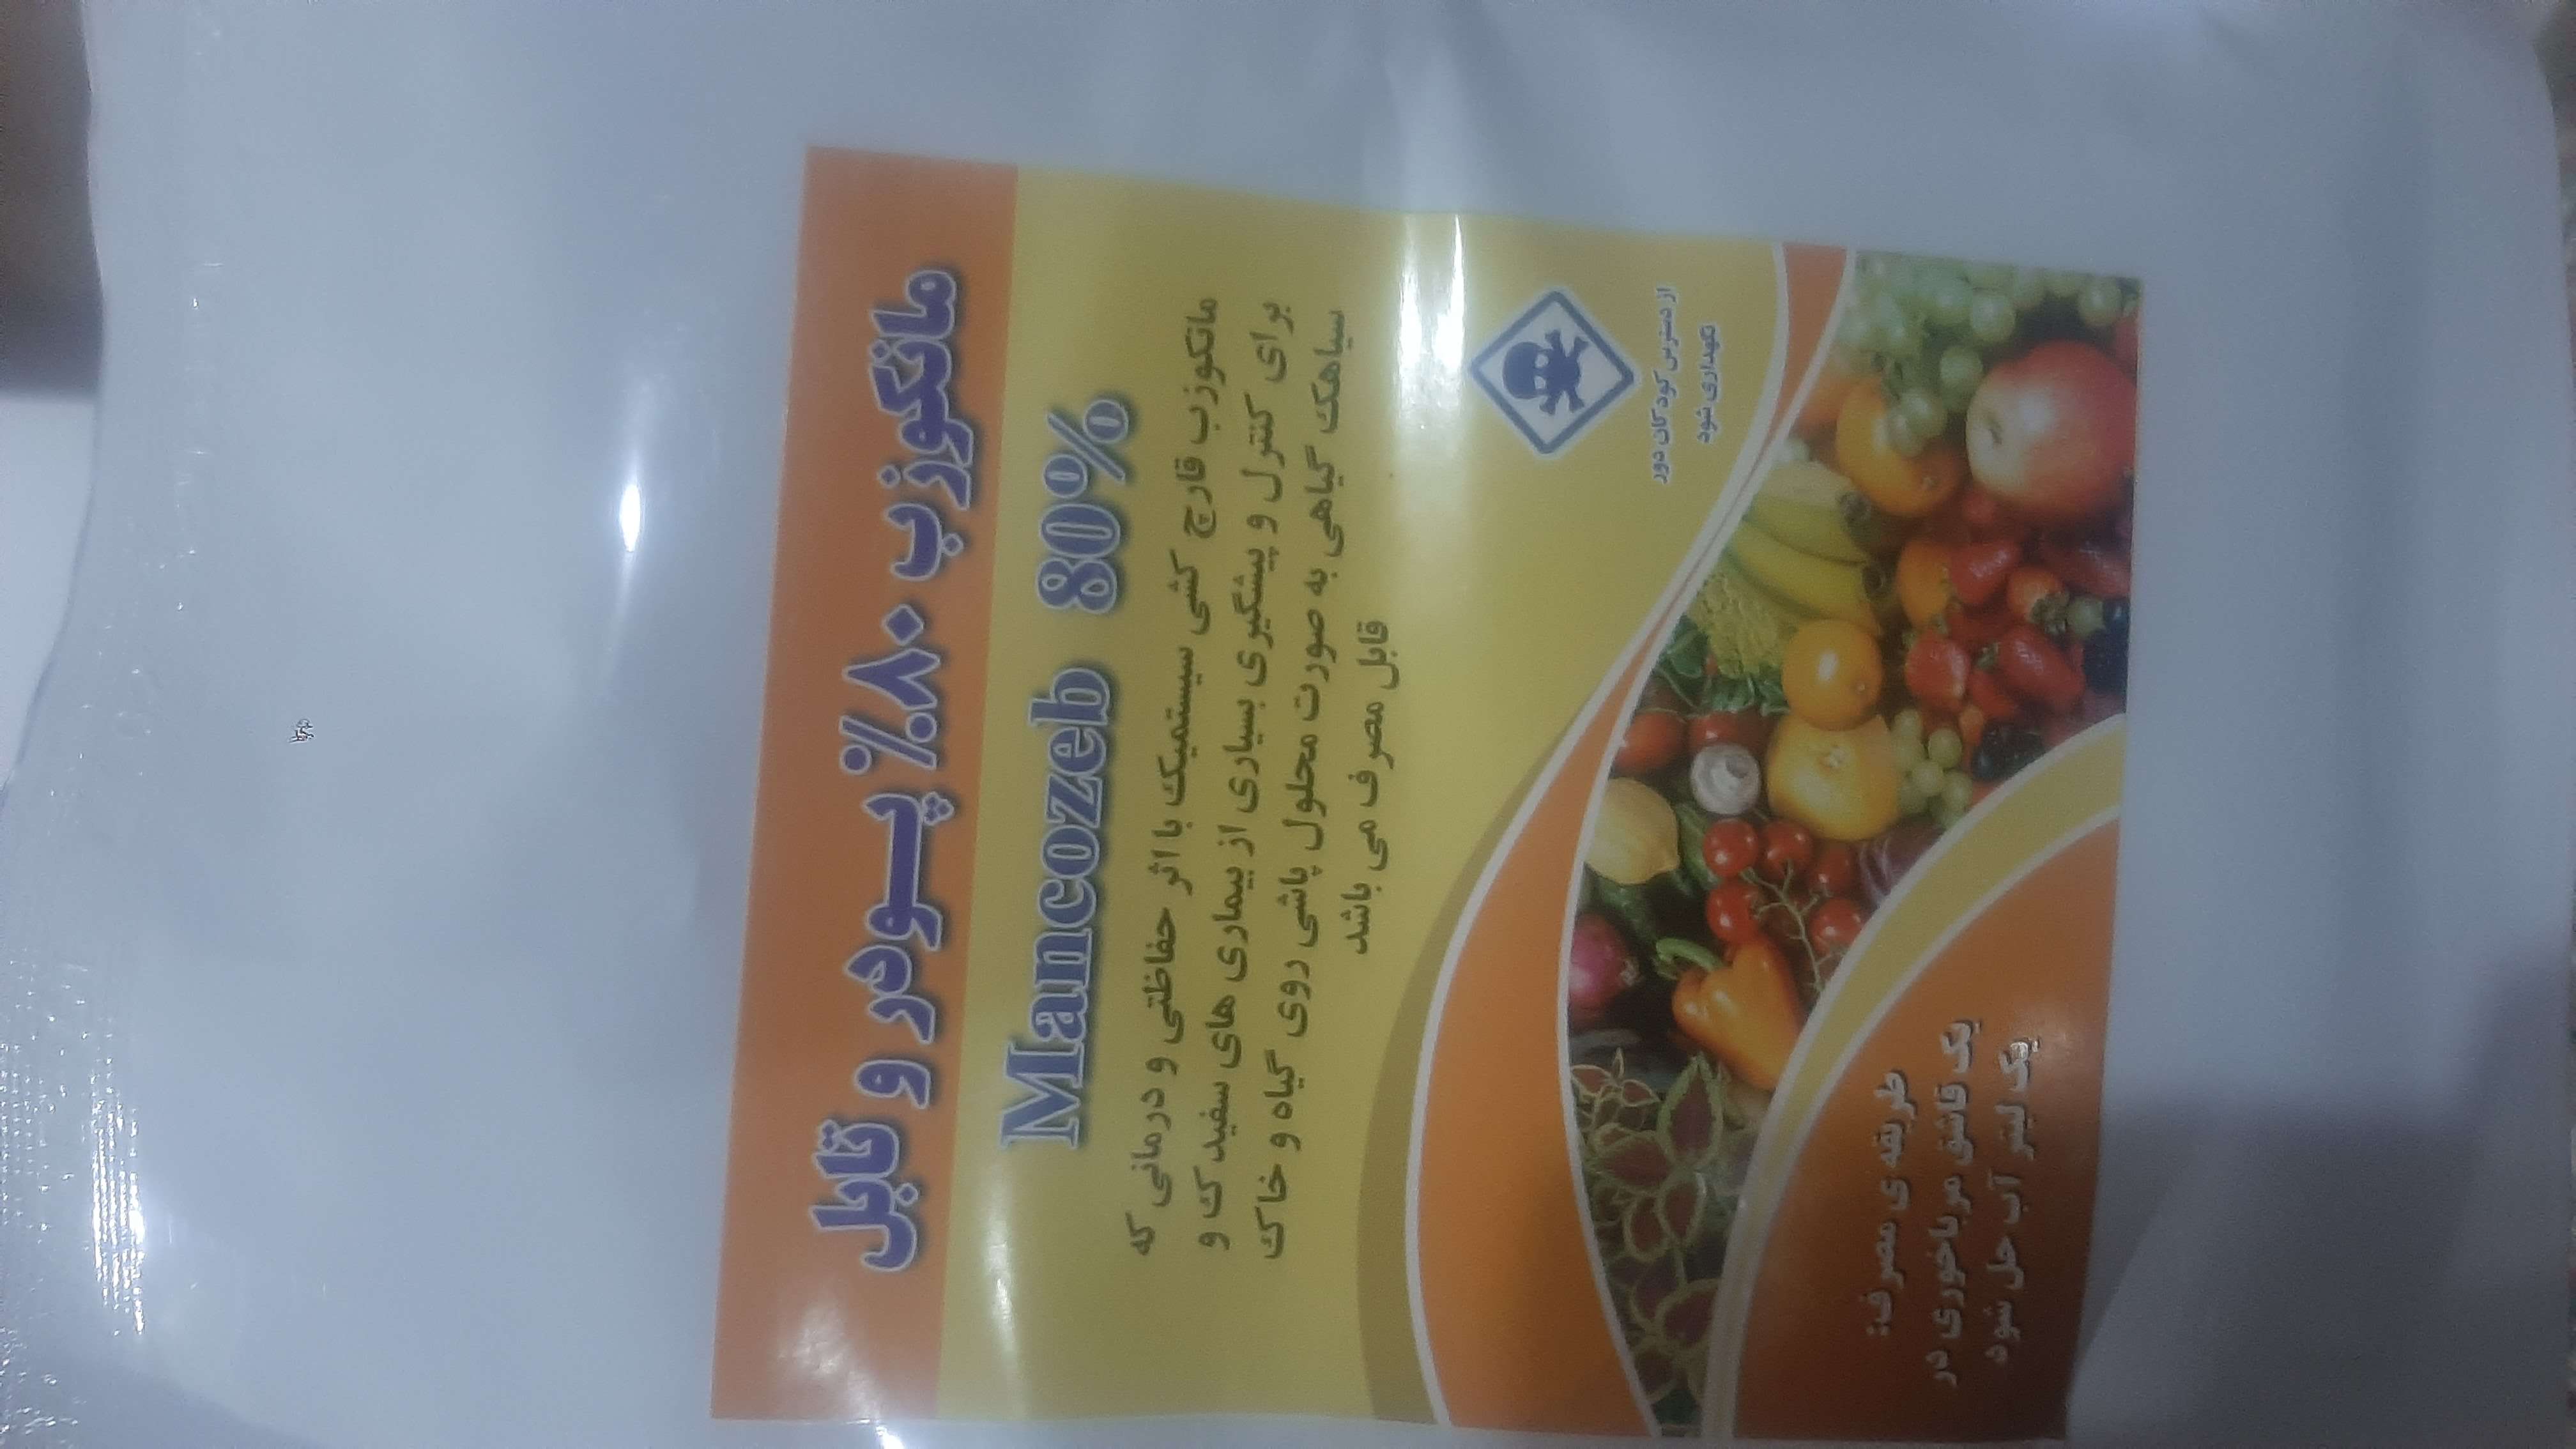 مانکوزب ۸۰٪ پودر و تابل
Mancozeb 80%
مانکوزب قارچ کشی سیستمیک با اثر حفاظتی و درمانی که
برای کنترل و پیشگیری بسیاری از بیماری های سفیدک و
سیاهک گیاهی به صورت محلول پاشی روی گیاه و خاک
قابل مصرف می باشد
از دسترس کودکان دور
نگهداری شود
طریقه ی مصرف:
یک قاشق مرباخوری در
یک لیتر آب حل شود